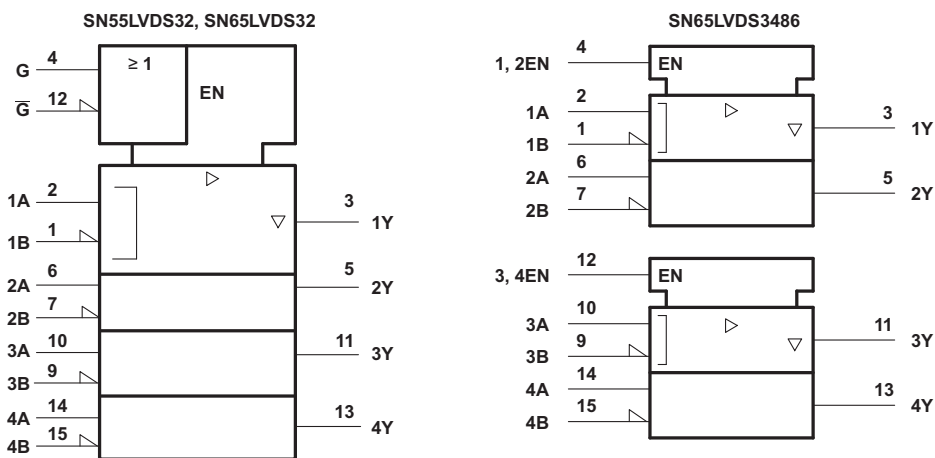 SN55LVDS32, SN65LVDS32
G 4
≥ 1
G̅ 12
EN
1A 2
3 1Y
1B 1
2A 6
5 2Y
2B 7
3A 10
11 3Y
3B 9
4A 14
13 4Y
4B 15
SN65LVDS3486
1, 2EN 4
EN
1A 2
3 1Y
1B 1
2A 6
5 2Y
2B 7
3, 4EN 12
EN
3A 10
11 3Y
3B 9
4A 14
13 4Y
4B 15